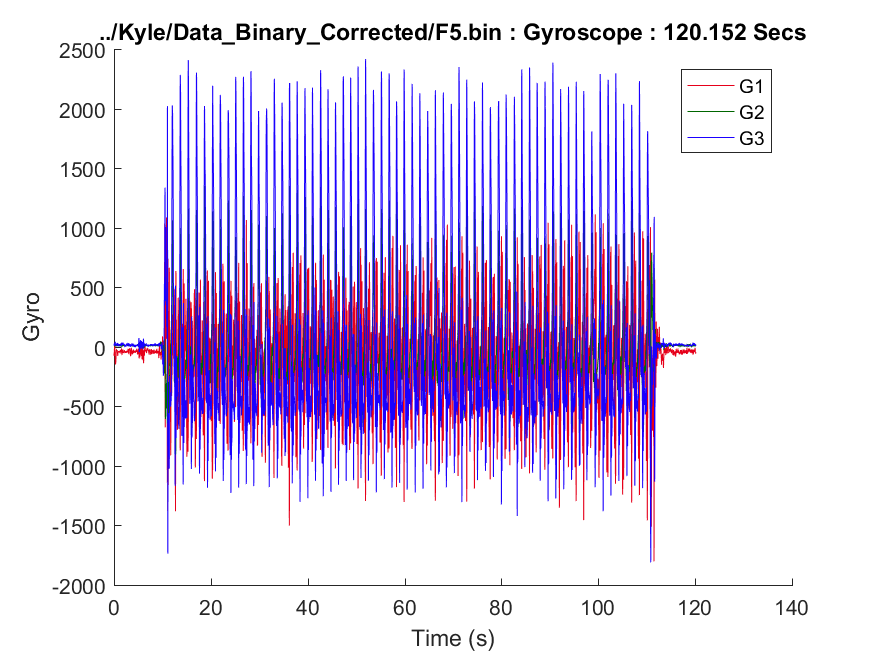 ../Kyle/Data_Binary_Corrected/F5.bin : Gyroscope : 120.152 Secs
2500
2000
1500
1000
500
0
-500
-1000
-1500
-2000
Gyro
G1
G2
G3
0 20 40 60 80 100 120 140
Time (s)